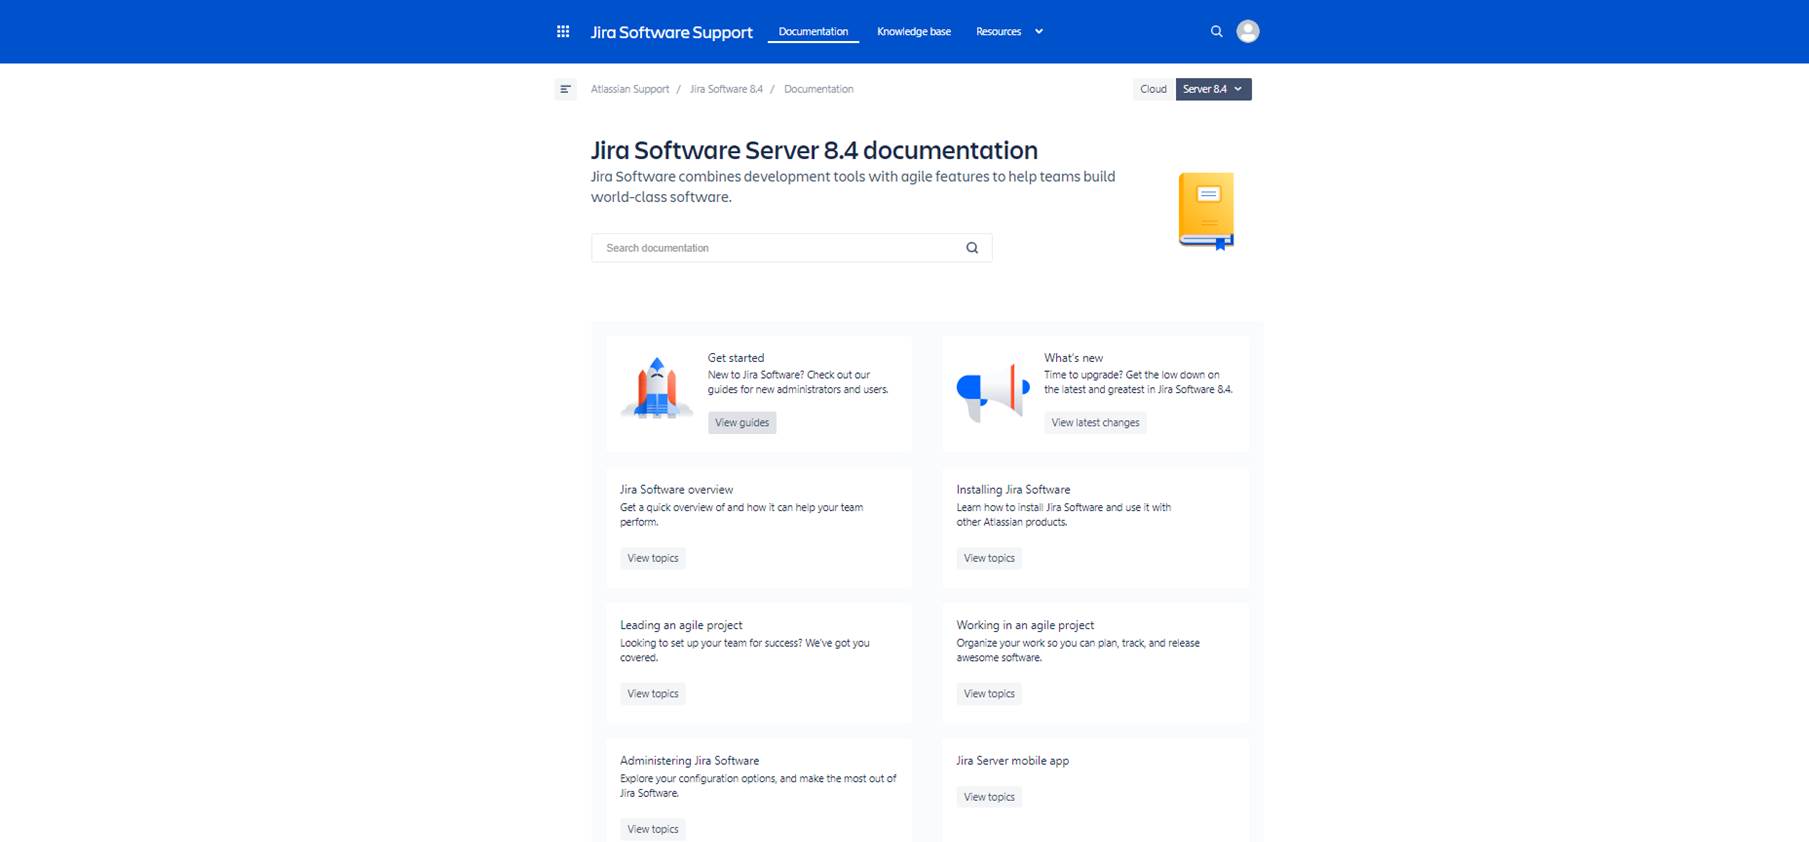 Jira Software Support
Documentation
Knowledge base
Resources
Atlassian Support / Jira Software 8.4 / Documentation
Cloud
Server 8.4
Jira Software Server 8.4 documentation
Jira Software combines development tools with agile features to help teams build
world-class software.
Search documentation
Get started
New to Jira Software? Check out our
guides for new administrators and users.
View guides
What's new
Time to upgrade? Get the low down on
the latest and greatest in Jira Software 8.4.
View latest changes
Jira Software overview
Get a quick overview of and how it can help your team
perform.
View topics
Installing Jira Software
Learn how to install Jira Software and use it with
other Atlassian products.
View topics
Leading an agile project
Looking to set up your team for success? We've got you
covered.
View topics
Working in an agile project
Organize your work so you can plan, track, and release
awesome software.
View topics
Administering Jira Software
Explore your configuration options, and make the most out of
Jira Software.
View topics
Jira Server mobile app
View topics